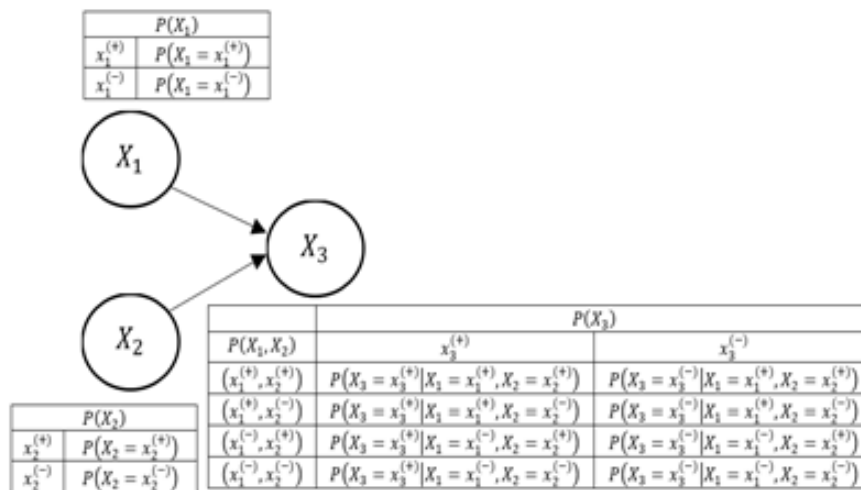 P(X₁)
x₁⁽⁺⁾ P(X₁ = x₁⁽⁺⁾)
x₁⁽⁻⁾ P(X₁ = x₁⁽⁻⁾)
X₁
X₃
X₂
P(X₃)
P(X₁, X₂) x₃⁽⁺⁾ x₃⁽⁻⁾
(x₁⁽⁺⁾, x₂⁽⁺⁾) P(X₃ = x₃⁽⁺⁾|X₁ = x₁⁽⁺⁾, X₂ = x₂⁽⁺⁾) P(X₃ = x₃⁽⁻⁾|X₁ = x₁⁽⁺⁾, X₂ = x₂⁽⁺⁾)
(x₁⁽⁺⁾, x₂⁽⁻⁾) P(X₃ = x₃⁽⁺⁾|X₁ = x₁⁽⁺⁾, X₂ = x₂⁽⁻⁾) P(X₃ = x₃⁽⁻⁾|X₁ = x₁⁽⁺⁾, X₂ = x₂⁽⁻⁾)
(x₁⁽⁻⁾, x₂⁽⁺⁾) P(X₃ = x₃⁽⁺⁾|X₁ = x₁⁽⁻⁾, X₂ = x₂⁽⁺⁾) P(X₃ = x₃⁽⁻⁾|X₁ = x₁⁽⁻⁾, X₂ = x₂⁽⁺⁾)
(x₁⁽⁻⁾, x₂⁽⁻⁾) P(X₃ = x₃⁽⁺⁾|X₁ = x₁⁽⁻⁾, X₂ = x₂⁽⁻⁾) P(X₃ = x₃⁽⁻⁾|X₁ = x₁⁽⁻⁾, X₂ = x₂⁽⁻⁾)
P(X₂)
x₂⁽⁺⁾ P(X₂ = x₂⁽⁺⁾)
x₂⁽⁻⁾ P(X₂ = x₂⁽⁻⁾)